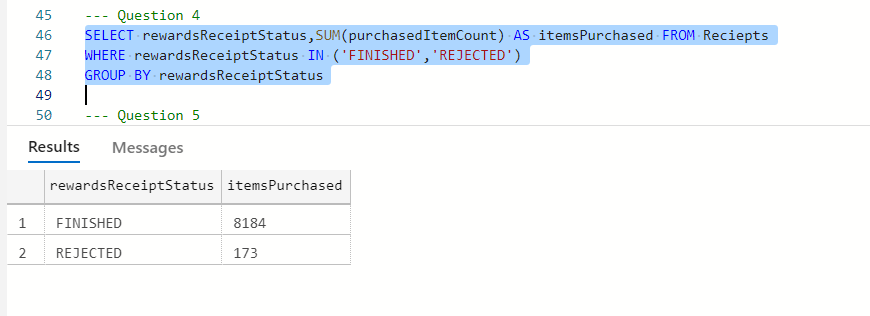 45 --- Question 4
46 SELECT rewardsReceiptStatus,SUM(purchasedItemCount) AS itemsPurchased FROM Reciepts
47 WHERE rewardsReceiptStatus IN ('FINISHED','REJECTED')
48 GROUP BY rewardsReceiptStatus
49
50 --- Question 5
Results Messages
rewardsReceiptStatus itemsPurchased
1 FINISHED 8184
2 REJECTED 173